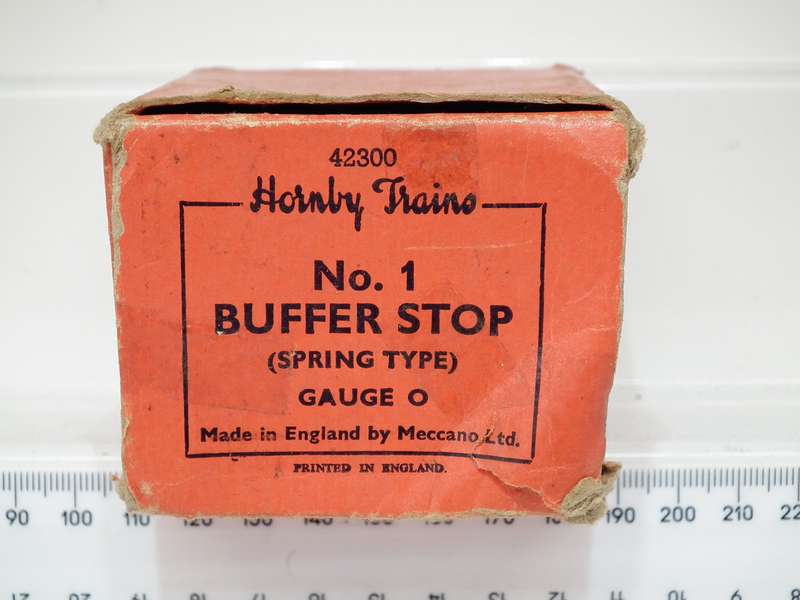 42300
Hornby Trains
No. 1
BUFFER STOP
(SPRING TYPE)
GAUGE O
Made in England by Meccano Ltd.
PRINTED IN ENGLAND.
90 100 110 120 130 140 150 160 170 180 190 200 210